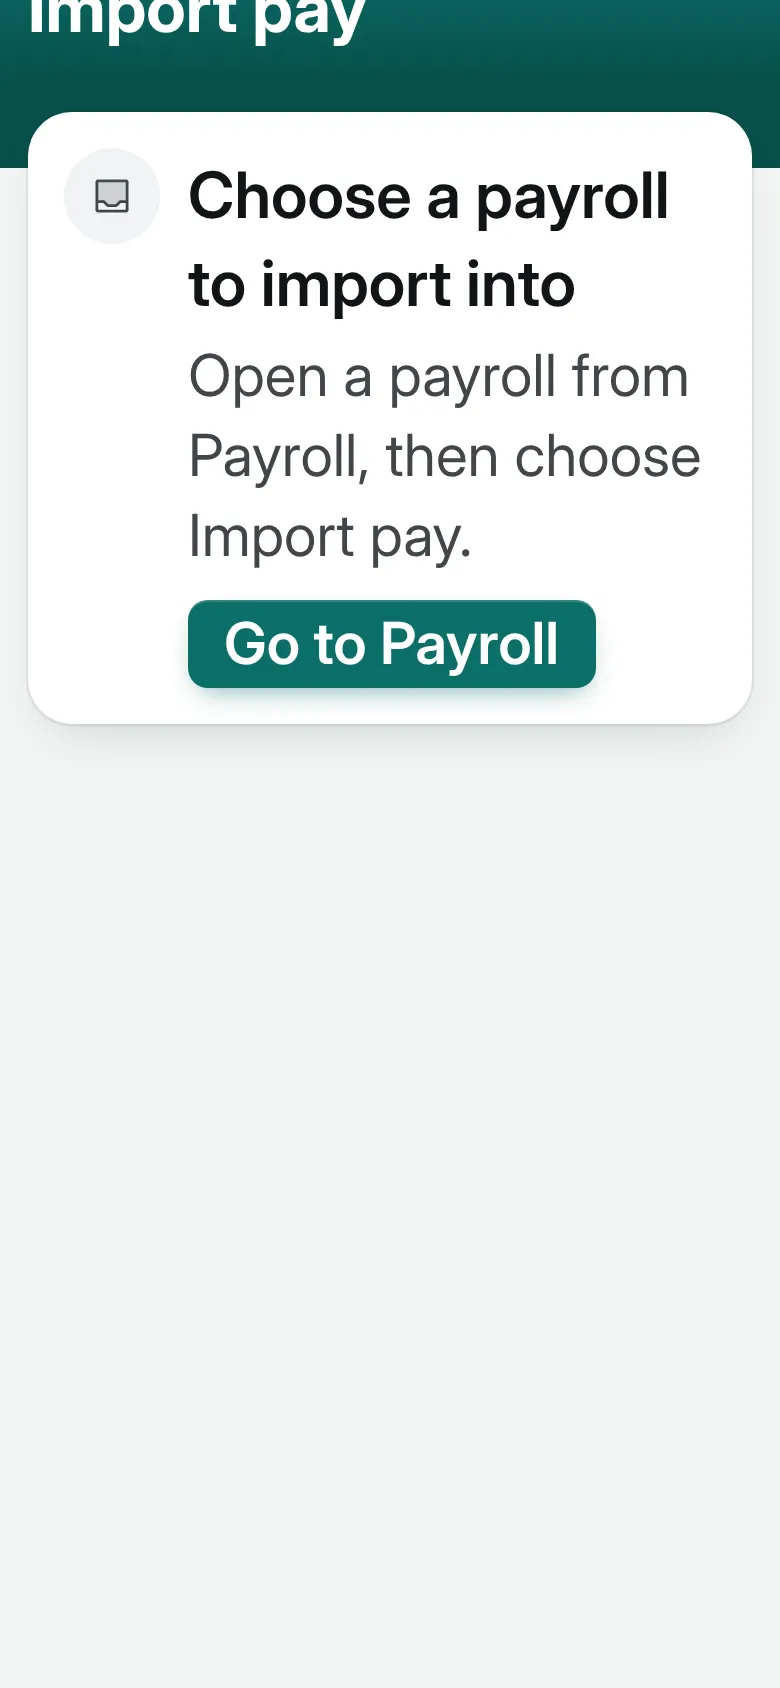 Import pay
Choose a payroll
to import into
Open a payroll from
Payroll, then choose
Import pay.
Go to Payroll